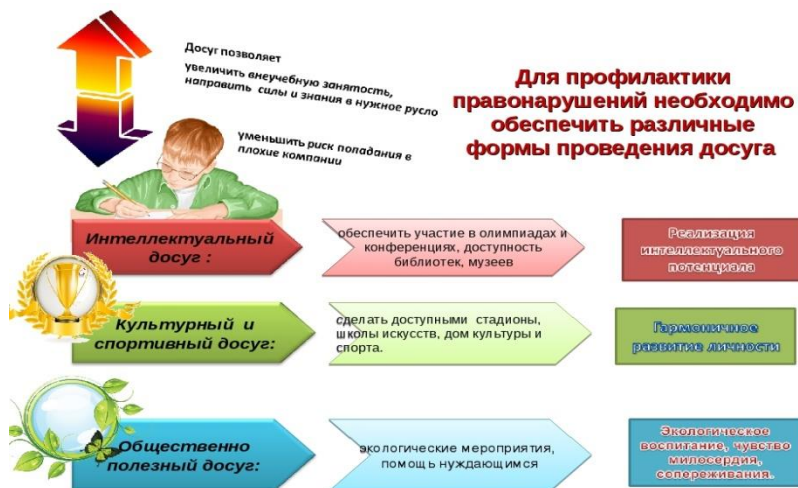 Досуг позволяет
увеличить внеучебную занятость,
направить силы и знания в нужное русло
уменьшить риск попадания в
плохие компании
Для профилактики
правонарушений необходимо
обеспечить различные
формы проведения досуга
Интеллектуальный
досуг :
обеспечить участие в олимпиадах и
конференциях, доступность
библиотек, музеев
Реализация
интеллектуального
потенциала
Культурный и
спортивный досуг:
сделать доступными стадионы,
школы искусств, дом культуры и
спорта.
Гармоничное
развитие личности
Общественно
полезный досуг:
экологические мероприятия,
помощь нуждающимся
Экологическое
воспитание, чувство
милосердия,
сопереживания.